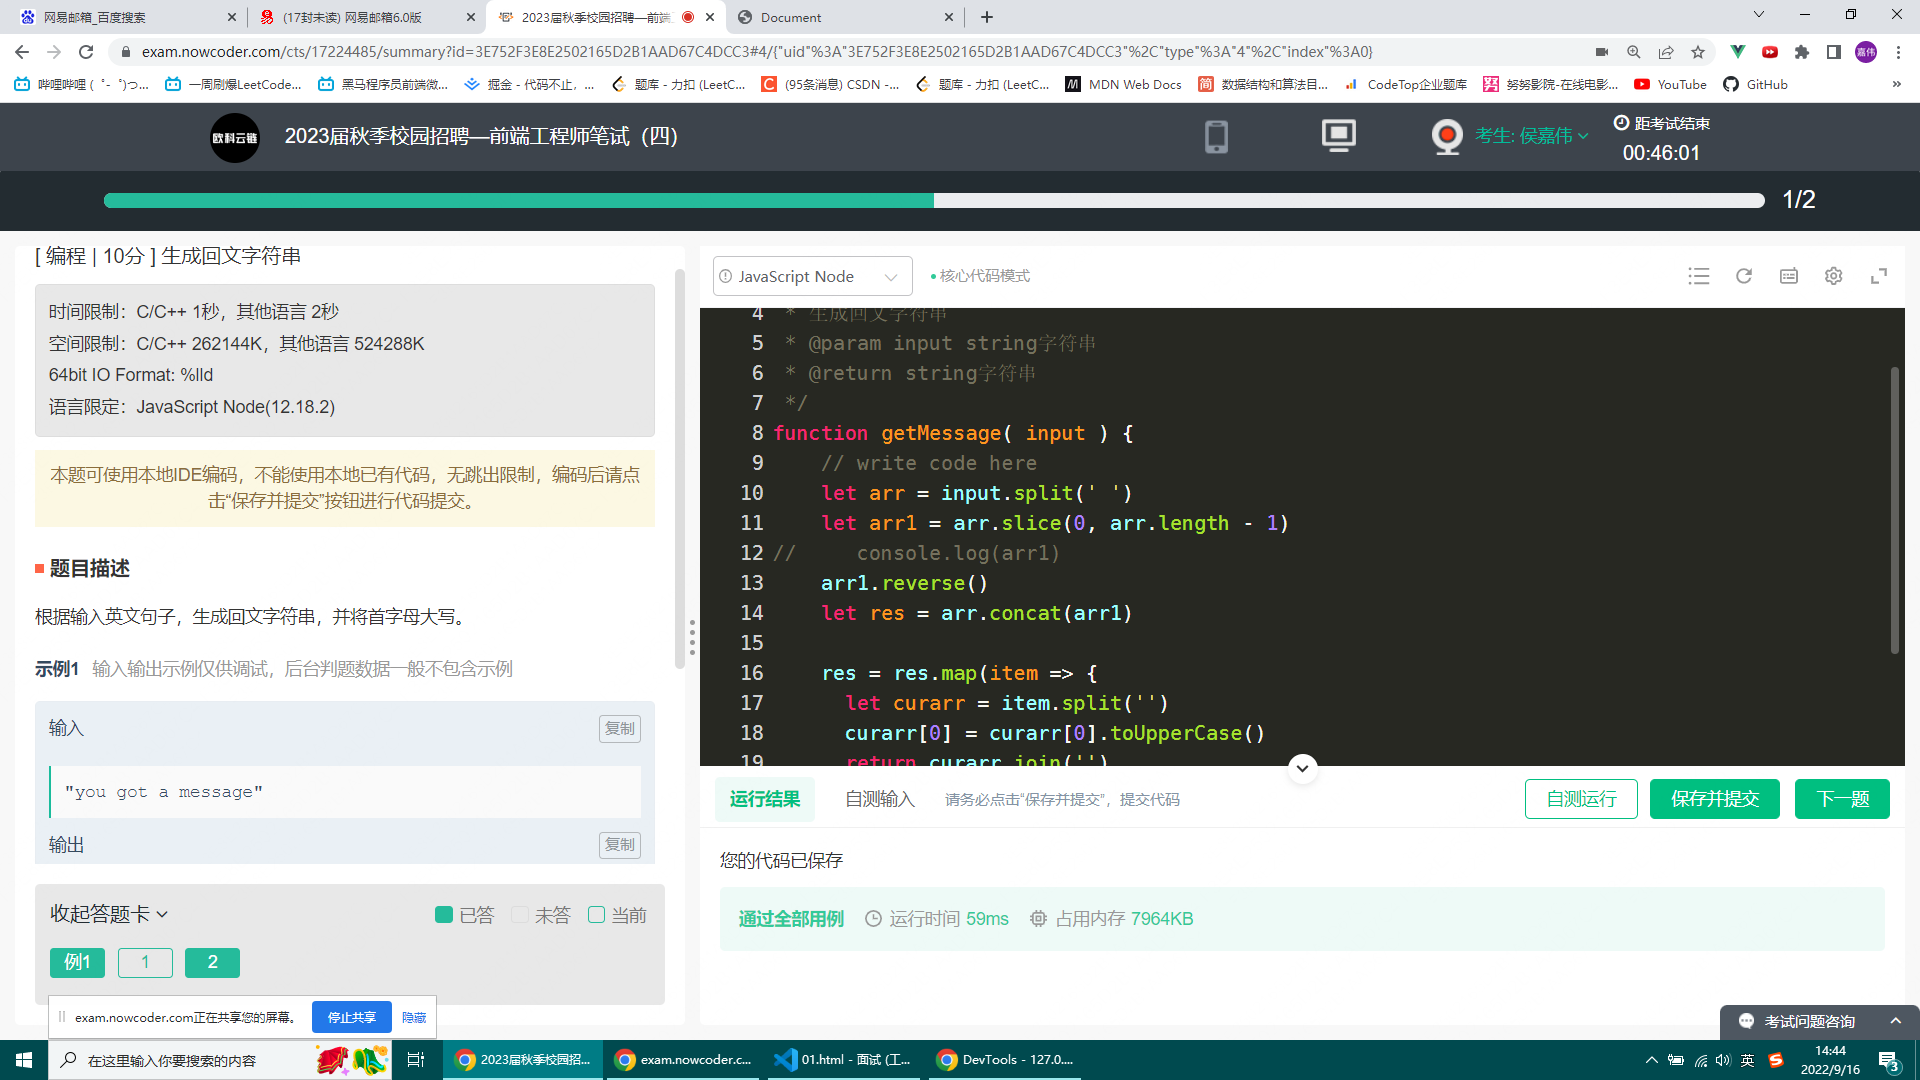 网易邮箱_百度搜索
(17封未读) 网易邮箱6.0版
2023届秋季校园招聘—前端
Document
exam.nowcoder.com/cts/17224485/summary?id=3E752F3E8E2502165D2B1AAD67C4DCC3#4/{"uid"%3A"3E752F3E8E2502165D2B1AAD67C4DCC3"%2C"type"%3A"4"%2C"index"%3A0}
嘉伟
哔哩哔哩 ( ゜- ゜)つ...
一周刷爆LeetCode...
黑马程序员前端微...
掘金 - 代码不止，...
题库 - 力扣 (LeetC...
(95条消息) CSDN -...
题库 - 力扣 (LeetC...
MDN Web Docs
数据结构和算法目...
CodeTop企业题库
努努影院-在线电影...
YouTube
GitHub
»
欧科云链
2023届秋季校园招聘—前端工程师笔试（四）
考生: 侯嘉伟
距考试结束
00:46:01
1/2
[ 编程 | 10分 ] 生成回文字符串
时间限制：C/C++ 1秒，其他语言 2秒
空间限制：C/C++ 262144K，其他语言 524288K
64bit IO Format: %lld
语言限定：JavaScript Node(12.18.2)
本题可使用本地IDE编码，不能使用本地已有代码，无跳出限制，编码后请点
击“保存并提交”按钮进行代码提交。
题目描述
根据输入英文句子，生成回文字符串，并将首字母大写。
示例1 输入输出示例仅供调试，后台判题数据一般不包含示例
输入
复制
"you got a message"
输出
复制
收起答题卡
已答
未答
当前
例1
1
2
JavaScript Node
核心代码模式
4 * 生成回文字符串
5 * @param input string字符串
6 * @return string字符串
7 */
8 function getMessage( input ) {
9 // write code here
10 let arr = input.split(' ')
11 let arr1 = arr.slice(0, arr.length - 1)
12 // console.log(arr1)
13 arr1.reverse()
14 let res = arr.concat(arr1)
15
16 res = res.map(item => {
17 let curarr = item.split('')
18 curarr[0] = curarr[0].toUpperCase()
19 return curarr.join('')
运行结果
自测输入
请务必点击“保存并提交”，提交代码
自测运行
保存并提交
下一题
您的代码已保存
通过全部用例
运行时间 59ms
占用内存 7964KB
exam.nowcoder.com正在共享您的屏幕。
停止共享
隐藏
考试问题咨询
在这里输入你要搜索的内容
2023届秋季校园招...
exam.nowcoder.c...
01.html - 面试 (工...
DevTools - 127.0....
英
14:44
2022/9/16
3